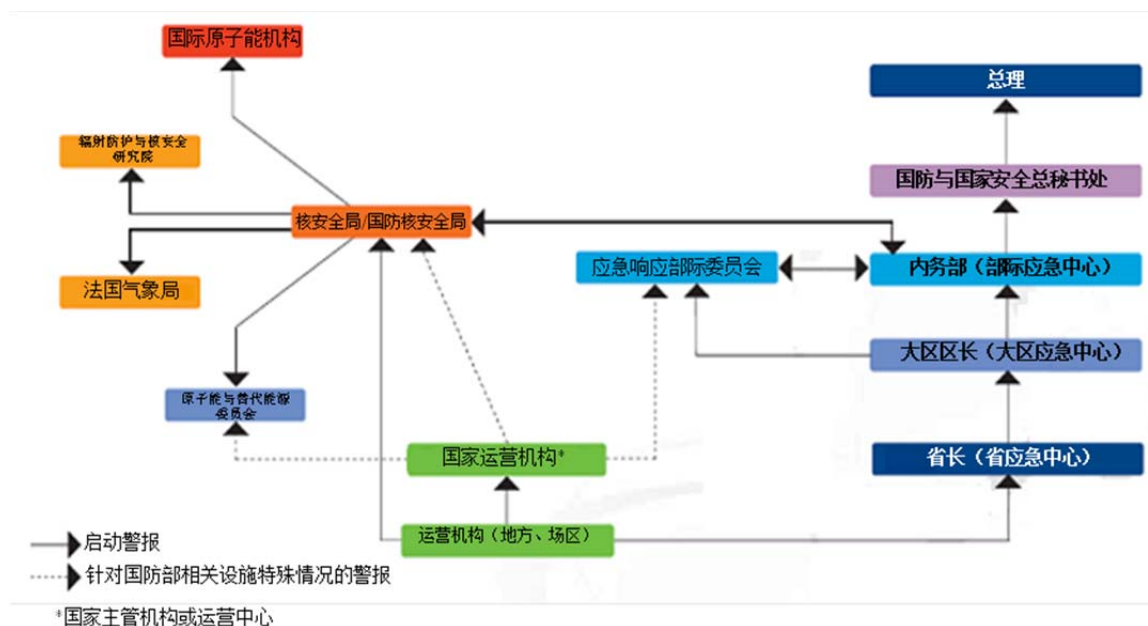 国际原子能机构
总理
辐射防护与核安全
研究院
国防与国家安全总秘书处
核安全局/国防核安全局
应急响应部际委员会
内务部（部际应急中心）
法国气象局
大区区长（大区应急中心）
原子能与替代能源
委员会
国家运营机构*
省长（省应急中心）
运营机构（地方、场区）
启动警报
针对国防部相关设施特殊情况的警报
*国家主管机构或运营中心